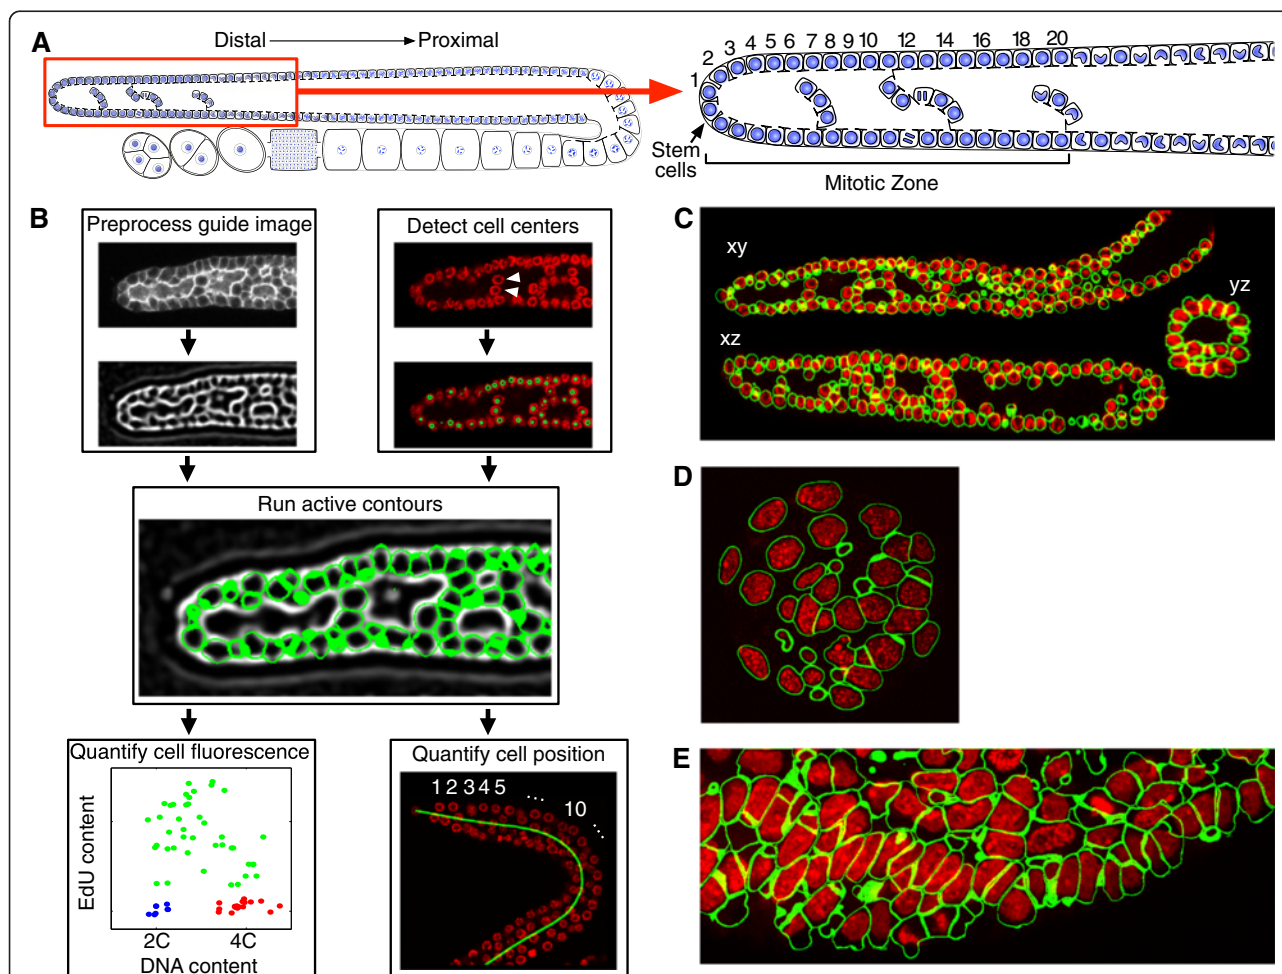 A
Distal
Proximal
1 2 3 4 5 6 7 8 9 10 12 14 16 18 20
Stem
cells
Mitotic Zone
B
Preprocess guide image
Detect cell centers
Run active contours
Quantify cell fluorescence
EdU content
2C 4C
DNA content
Quantify cell position
1 2 3 4 5 ... 10 ...
C
xy
xz
yz
D
E